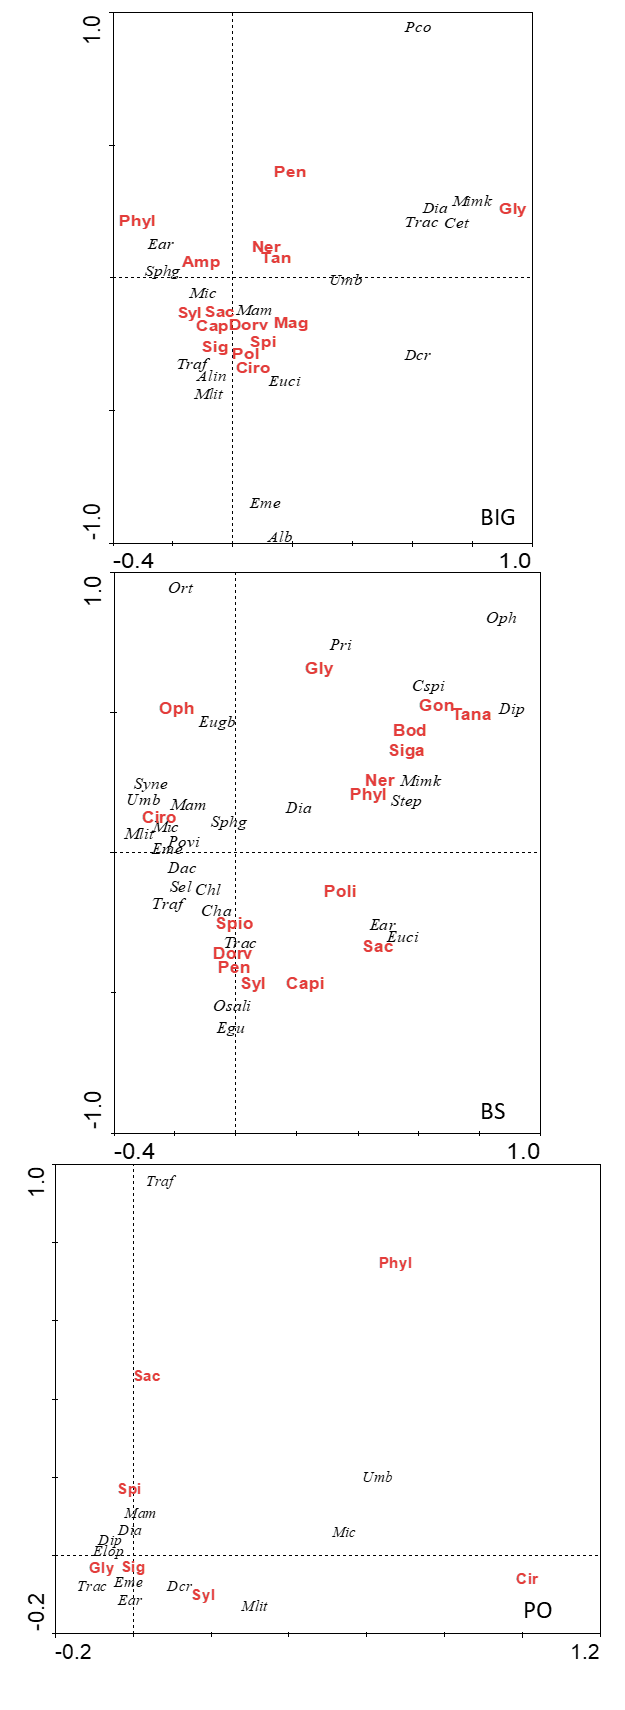 1.0
Pco
Pen
Mimk
Dia
Gly
Phyl
Trac Cet
Ear
Ner
Tan
Amp
Sphg
Umb
Mic
Syl Sac Mam
Cap Dorv Mag
Spi
Sig
Pol
Dcr
Traf
Ciro
Alin
Euci
Mlit
Eme
-1.0
BIG
Alb
-0.4
1.0
1.0
Ort
Oph
Pri
Gly
Cspi
Oph
Gon
Tana
Dip
Eugb
Bod
Siga
Syne
Ner
Mimk
Umb
Phyl
Step
Mam
Dia
Ciro
Sphg
Mic
Mlit
Povi
Eme
Dac
Sel Chl
Poli
Traf
Cha
Spio
Ear
Euci
Trac
Sac
Dorv
Pen
Syl
Capi
Osali
Egu
-1.0
BS
-0.4
1.0
1.0
Traf
Phyl
Sac
Umb
Spi
Mam
Dia
Mic
Dip
Elop
Gly Sig
Cir
Trac
Eme
Dcr
Syl
Ear
Mlit
-0.2
PO
-0.2
1.2